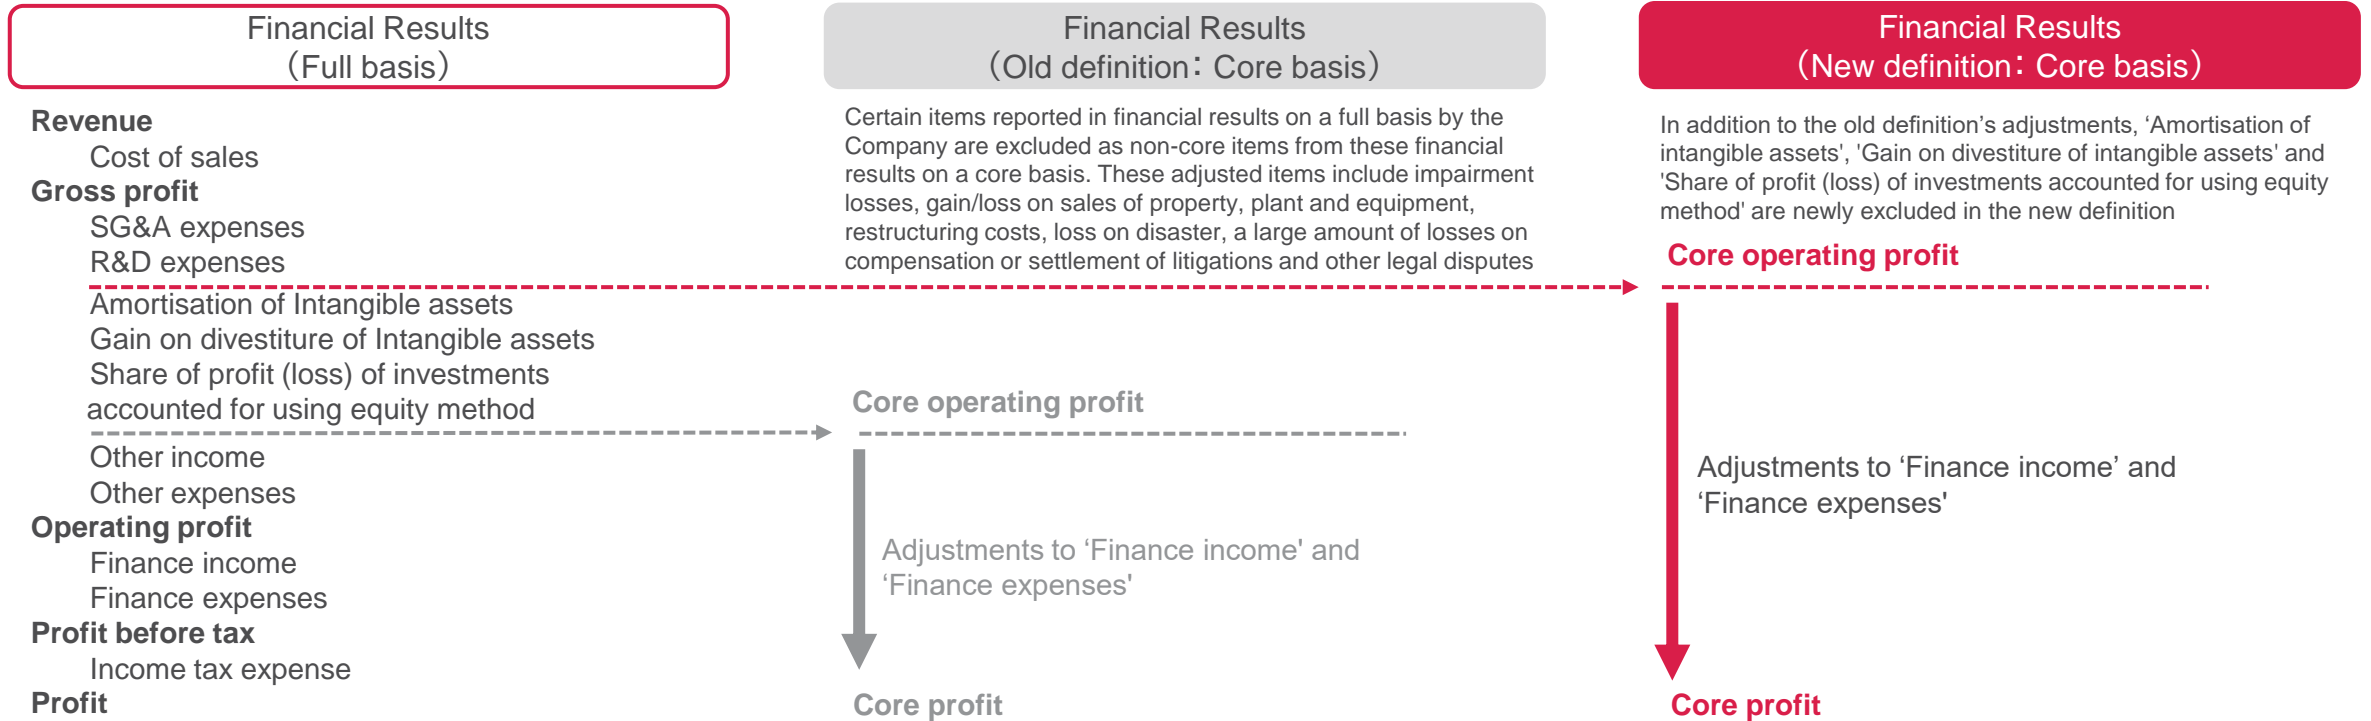 Financial Results
（Full basis）
Revenue
Cost of sales
Gross profit
SG&A expenses
R&D expenses
Amortisation of Intangible assets
Gain on divestiture of Intangible assets
Share of profit (loss) of investments
accounted for using equity method
Other income
Other expenses
Operating profit
Finance income
Finance expenses
Profit before tax
Income tax expense
Profit
Financial Results
（Old definition：Core basis）
Certain items reported in financial results on a full basis by the
Company are excluded as non-core items from these financial
results on a core basis. These adjusted items include impairment
losses, gain/loss on sales of property, plant and equipment,
restructuring costs, loss on disaster, a large amount of losses on
compensation or settlement of litigations and other legal disputes
Core operating profit
Adjustments to ‘Finance income' and
‘Finance expenses'
Core profit
Financial Results
（New definition：Core basis）
In addition to the old definition’s adjustments, ‘Amortisation of
intangible assets', 'Gain on divestiture of intangible assets' and
'Share of profit (loss) of investments accounted for using equity
method' are newly excluded in the new definition
Core operating profit
Adjustments to ‘Finance income’ and
‘Finance expenses'
Core profit